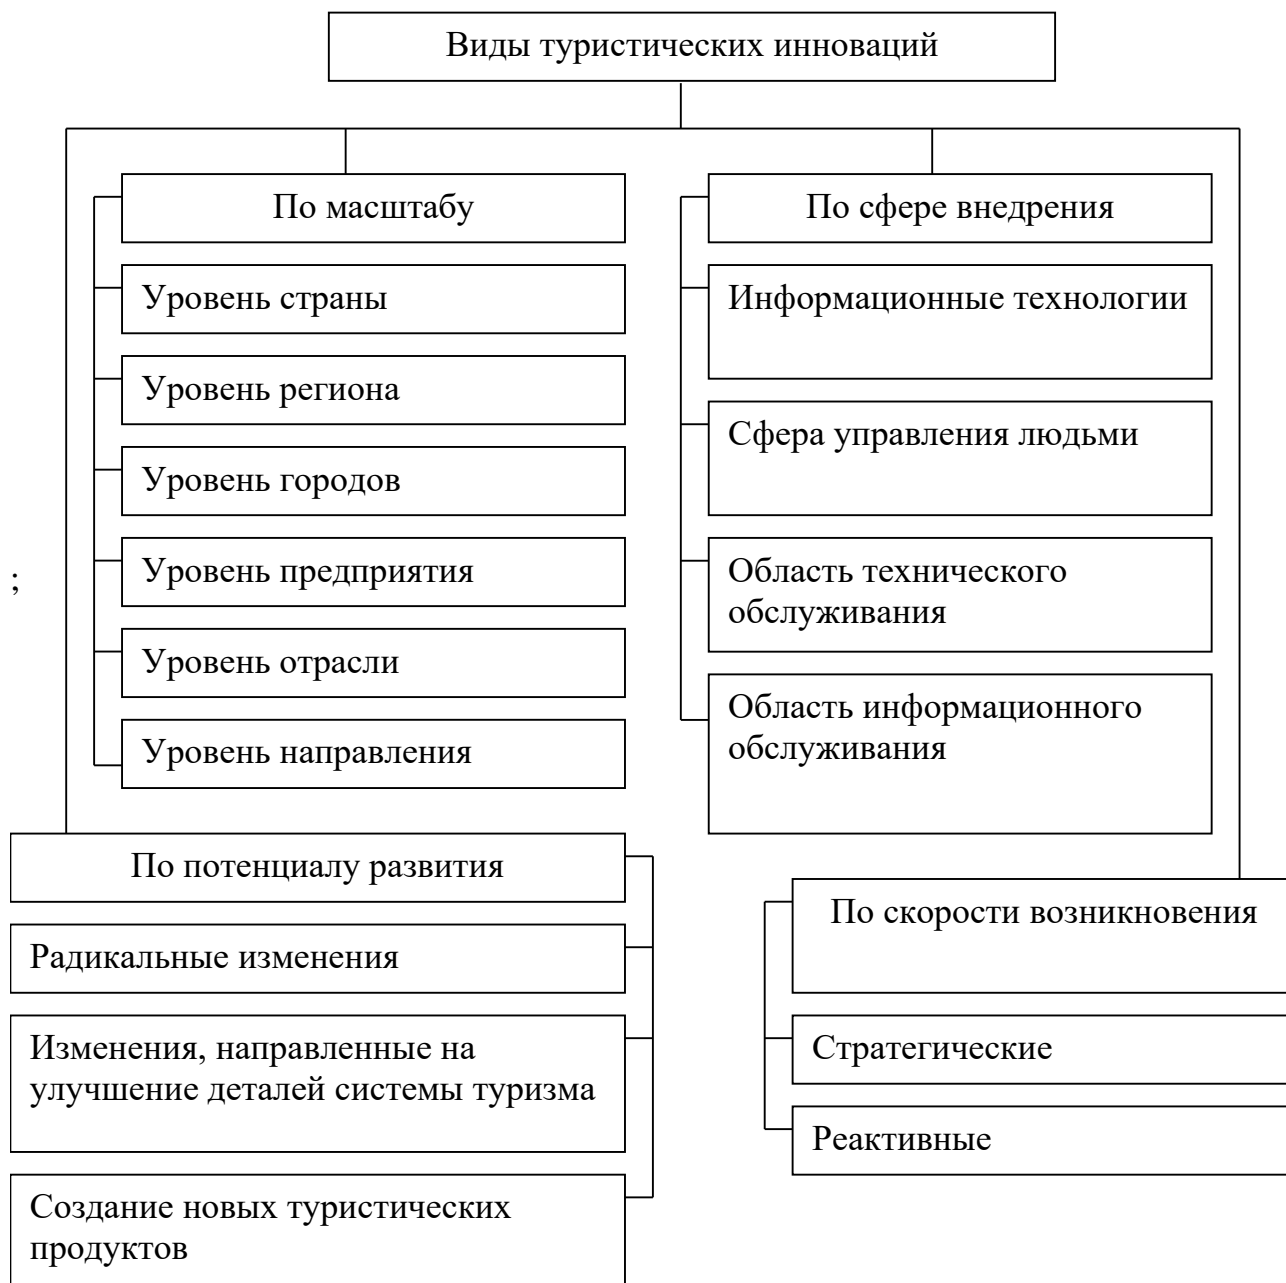 Виды туристических инноваций
По масштабу
Уровень страны
Уровень региона
Уровень городов
Уровень предприятия
Уровень отрасли
Уровень направления
По сфере внедрения
Информационные технологии
Сфера управления людьми
Область технического
обслуживания
Область информационного
обслуживания
;
По потенциалу развития
Радикальные изменения
Изменения, направленные на
улучшение деталей системы туризма
Создание новых туристических
продуктов
По скорости возникновения
Стратегические
Реактивные